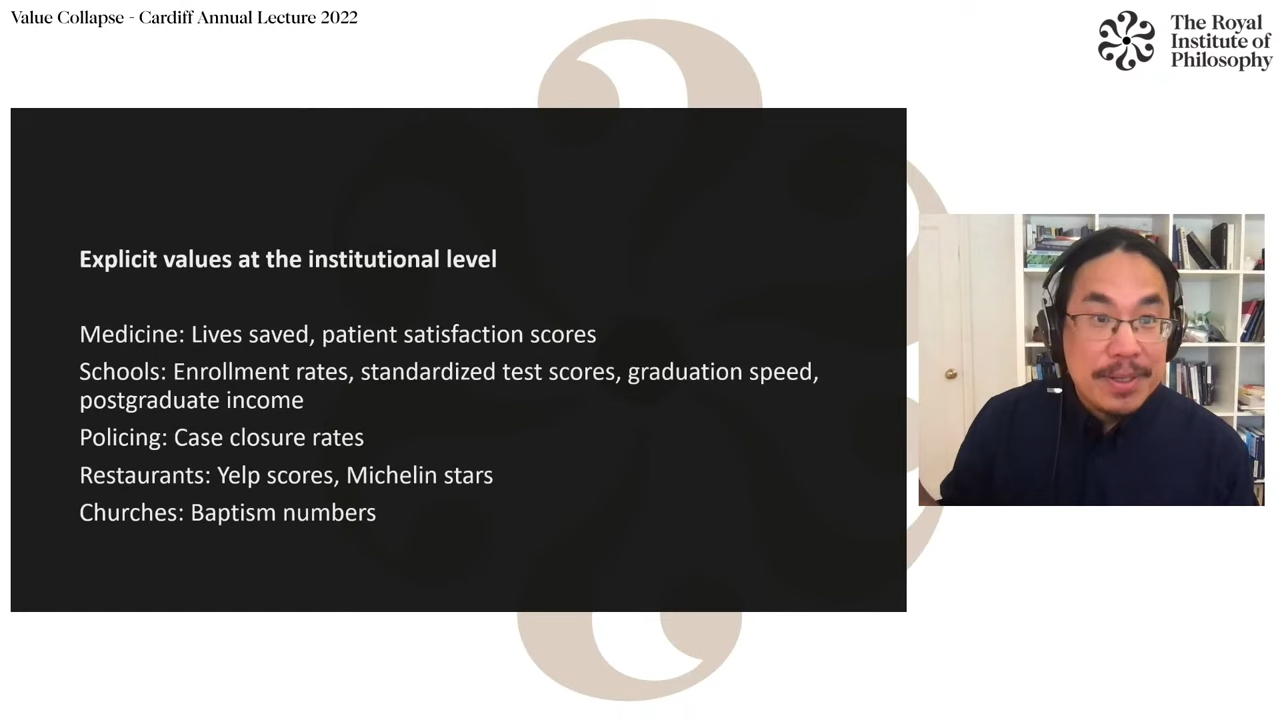 Value Collapse - Cardiff Annual Lecture 2022
The Royal
Institute of
Philosophy
Explicit values at the institutional level
Medicine: Lives saved, patient satisfaction scores
Schools: Enrollment rates, standardized test scores, graduation speed,
postgraduate income
Policing: Case closure rates
Restaurants: Yelp scores, Michelin stars
Churches: Baptism numbers